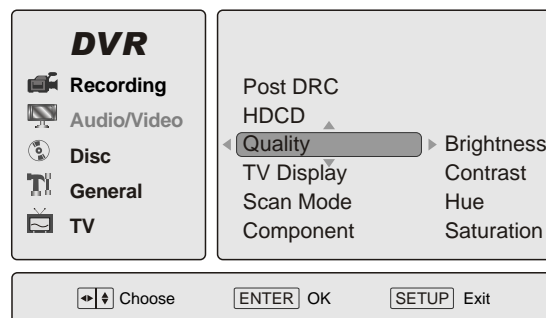 DVR
Recording
Audio/Video
Disc
General
TV
Post DRC
HDCD
Quality
TV Display
Scan Mode
Component
Brightness
Contrast
Hue
Saturation
Choose ENTER OK SETUP Exit